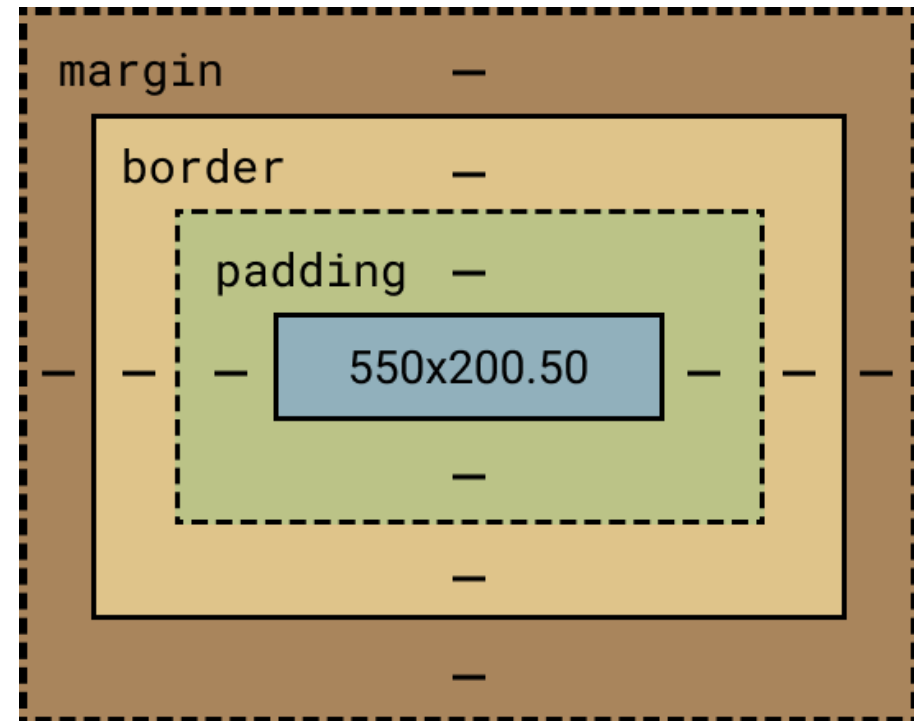 margin –
border –
padding –
– – – 550x200.50 – – –
–
–
–